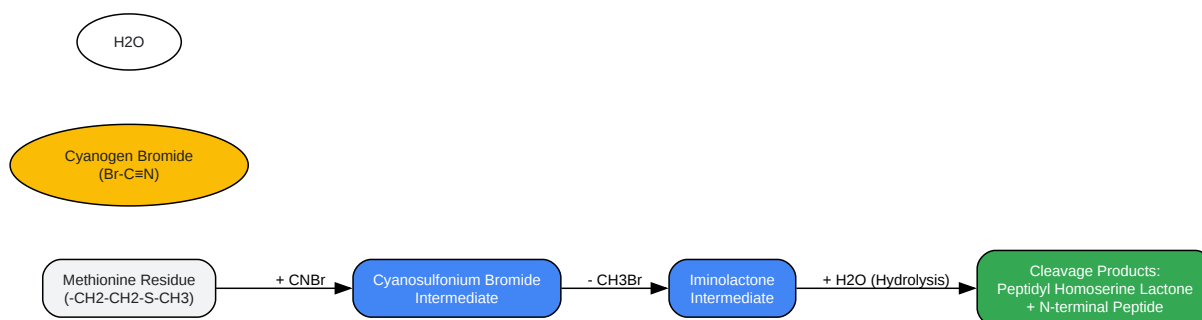 H2O
Cyanogen Bromide
(Br-C≡N)
Methionine Residue
(-CH2-CH2-S-CH3)
+ CNBr
Cyanosulfonium Bromide
Intermediate
- CH3Br
Iminolactone
Intermediate
+ H2O (Hydrolysis)
Cleavage Products:
Peptidyl Homoserine Lactone
+ N-terminal Peptide